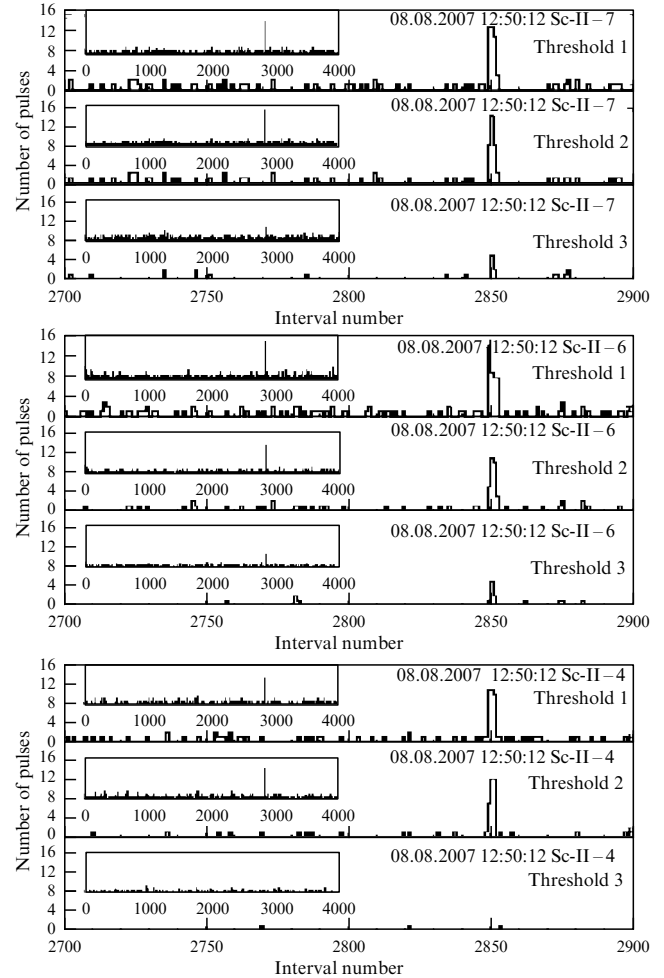 Number of pulses
16
12
8
4
0
08.08.2007 12:50:12 Sc-II – 7
Threshold 1
0 1000 2000 3000 4000
16
12
8
4
0
08.08.2007 12:50:12 Sc-II – 7
Threshold 2
0 1000 2000 3000 4000
16
12
8
4
0
08.08.2007 12:50:12 Sc-II – 7
Threshold 3
0 1000 2000 3000 4000
2700 2750 2800 2850 2900
Interval number
Number of pulses
16
12
8
4
0
08.08.2007 12:50:12 Sc-II – 6
Threshold 1
0 1000 2000 3000 4000
16
12
8
4
0
08.08.2007 12:50:12 Sc-II – 6
Threshold 2
0 1000 2000 3000 4000
16
12
8
4
0
08.08.2007 12:50:12 Sc-II – 6
Threshold 3
0 1000 2000 3000 4000
2700 2750 2800 2850 2900
Interval number
Number of pulses
16
12
8
4
0
08.08.2007 12:50:12 Sc-II – 4
Threshold 1
0 1000 2000 3000 4000
16
12
8
4
0
08.08.2007 12:50:12 Sc-II – 4
Threshold 2
0 1000 2000 3000 4000
16
12
8
4
0
08.08.2007 12:50:12 Sc-II – 4
Threshold 3
0 1000 2000 3000 4000
2700 2750 2800 2850 2900
Interval number